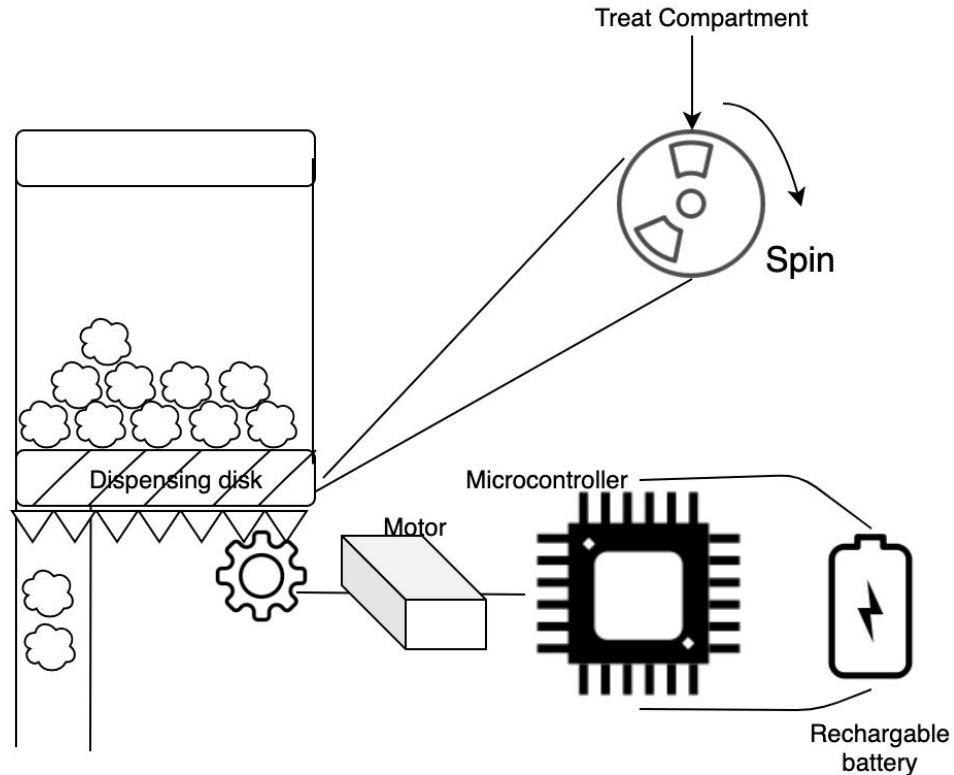 Treat Compartment
Spin
Dispensing disk
Microcontroller
Motor
Rechargable
battery